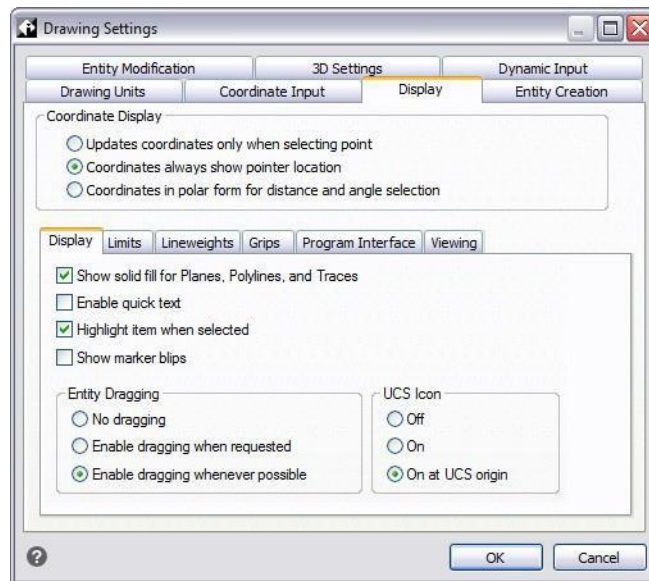 Drawing Settings
Entity Modification
3D Settings
Dynamic Input
Drawing Units
Coordinate Input
Display
Entity Creation
Coordinate Display
Updates coordinates only when selecting point
Coordinates always show pointer location
Coordinates in polar form for distance and angle selection
Display
Limits
Lineweights
Grips
Program Interface
Viewing
Show solid fill for Planes, Polylines, and Traces
Enable quick text
Highlight item when selected
Show marker blips
Entity Dragging
No dragging
Enable dragging when requested
Enable dragging whenever possible
UCS Icon
Off
On
On at UCS origin
?
OK
Cancel